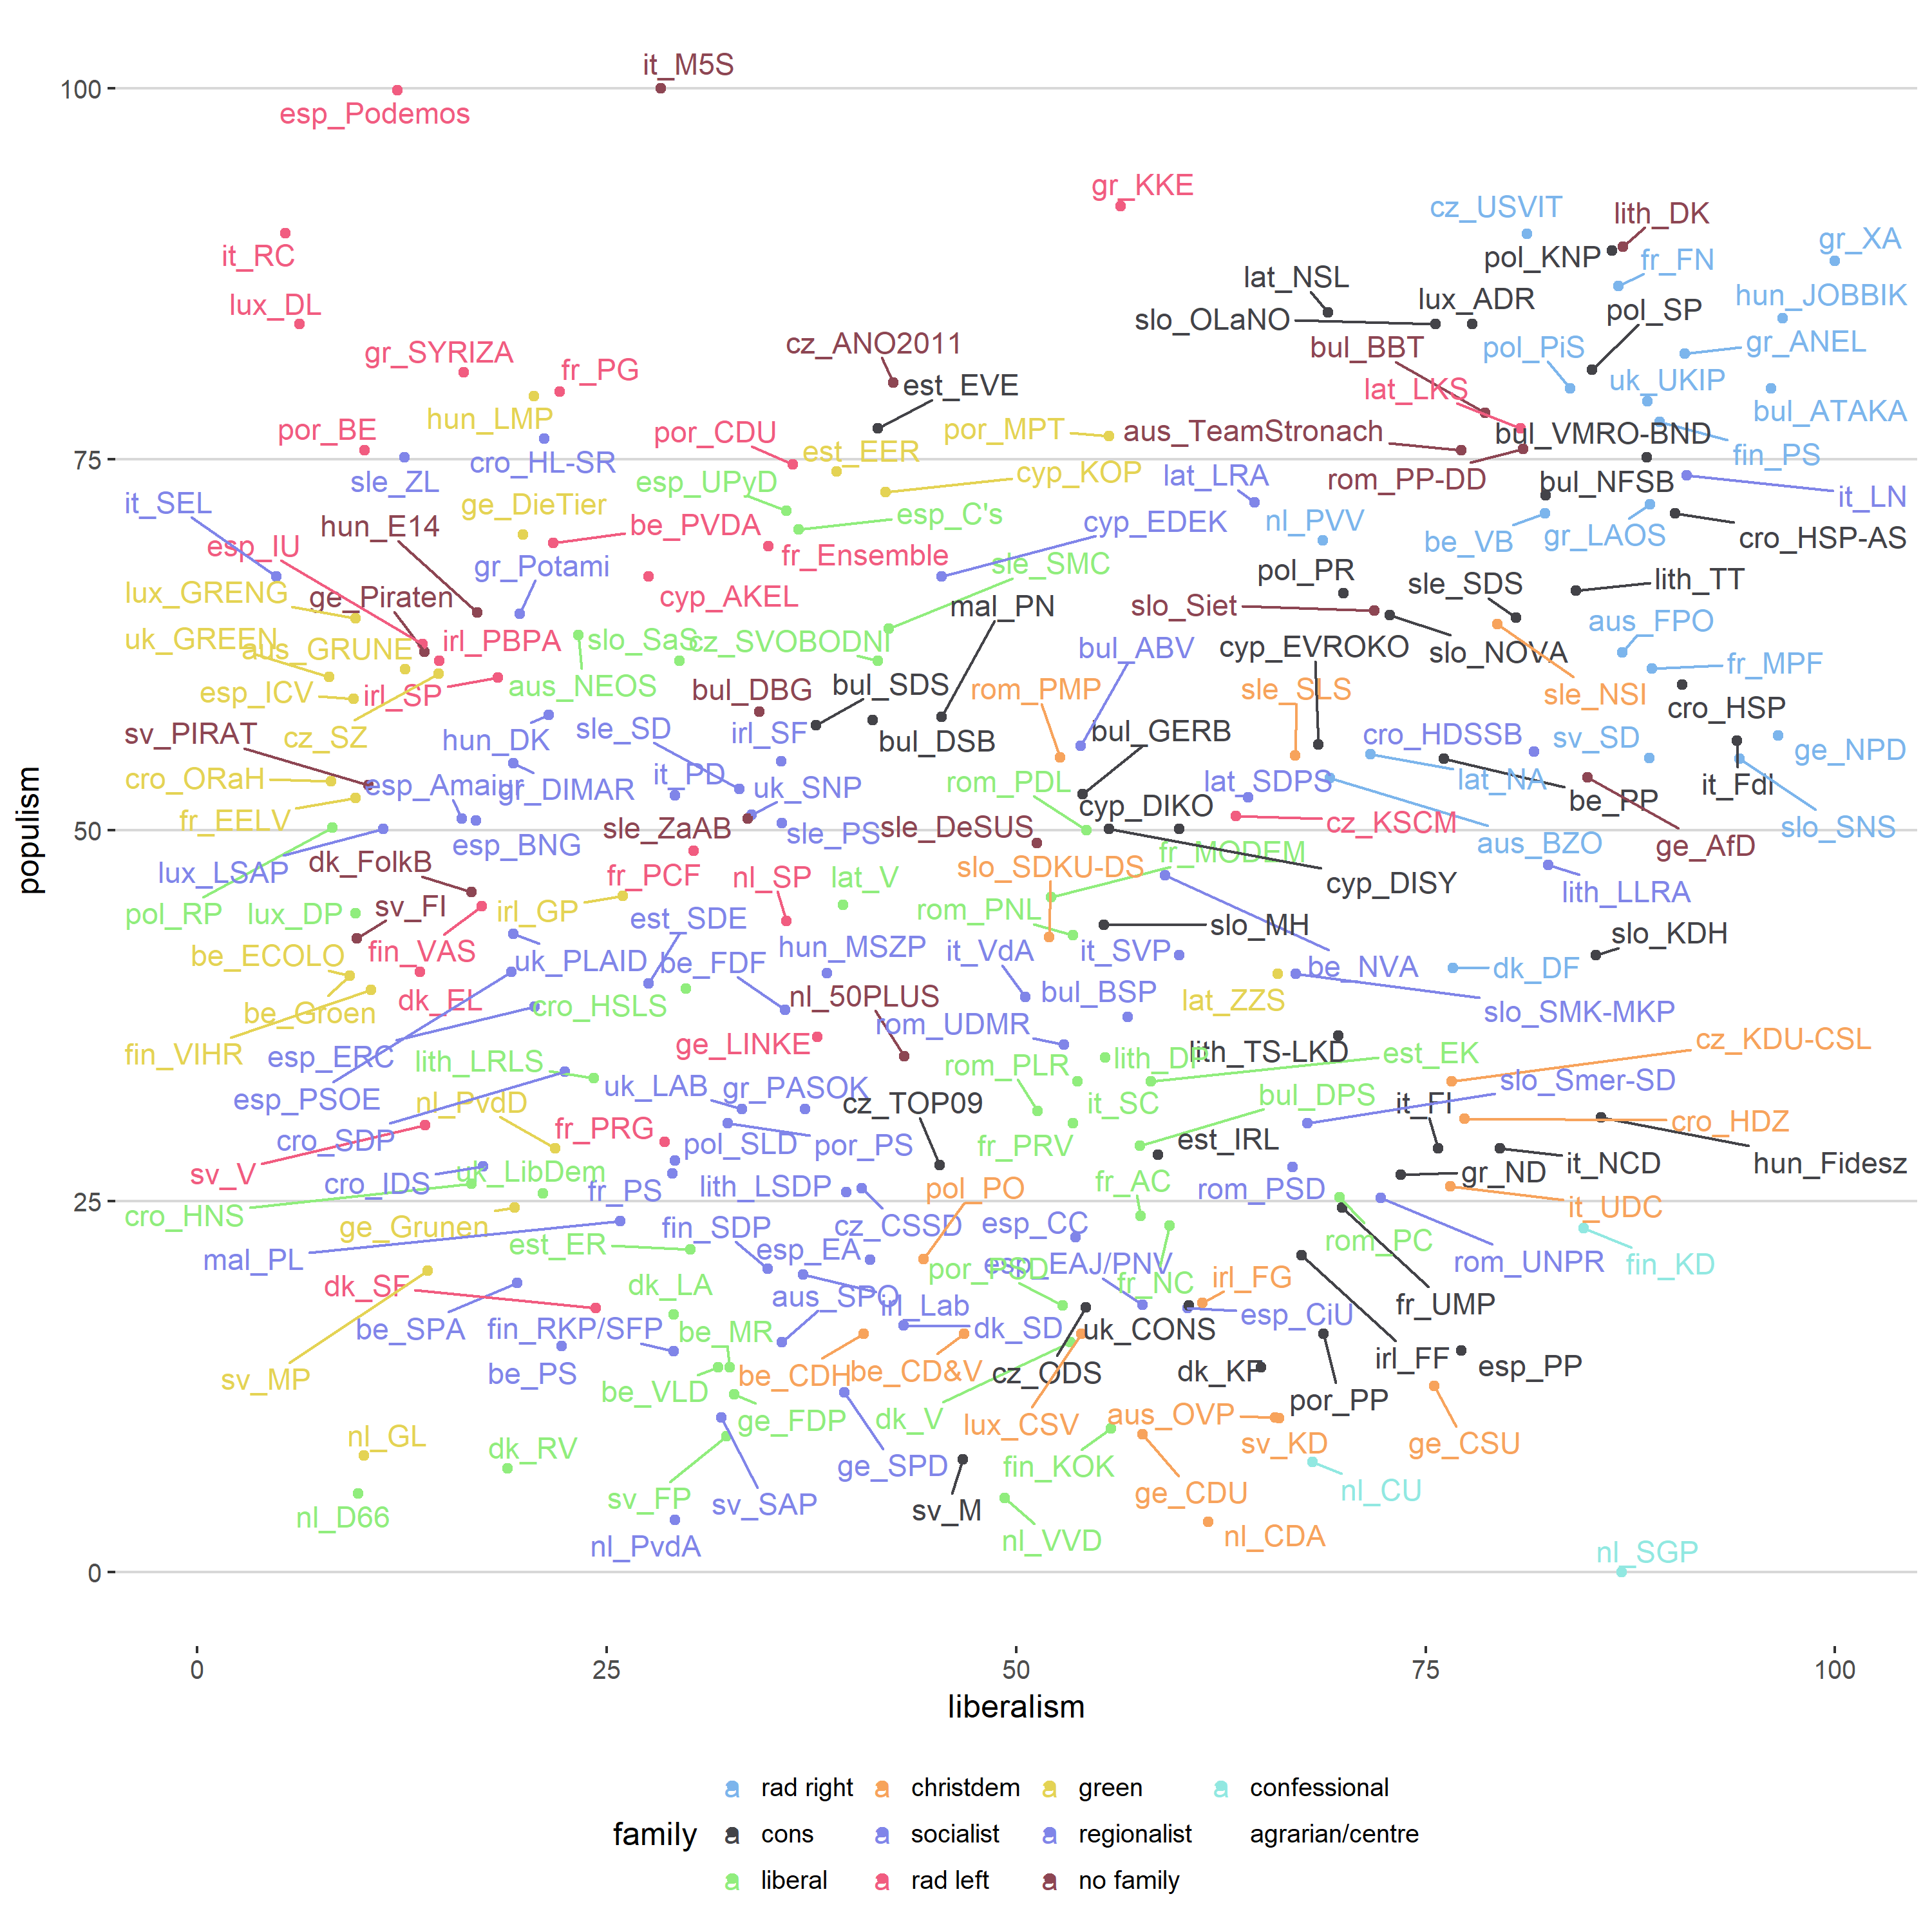 it_M5S
100
esp_Podemos
gr_KKE
cz_USVIT
lith_DK
gr_XA
it_RC
pol_KNP
fr_FN
lat_NSL
lux_DL
lux_ADR
hun_JOBBIK
slo_OLaNO
pol_SP
cz_ANO2011
bul_BBT
pol_PiS
gr_ANEL
gr_SYRIZA
fr_PG
est_EVE
lat_LKS
uk_UKIP
hun_LMP
bul_ATAKA
por_BE
por_CDU
por_MPT
aus_TeamStronach
bul_VMRO-BND
75
cro_HL-SR
est_EER
fin_PS
sle_ZL
esp_UPyD
cyp_KOP
lat_LRA
rom_PP-DD
bul_NFSB
it_LN
it_SEL
ge_DieTier
hun_E14
be_PVDA
esp_C's
cyp_EDEK
nl_PVV
be_VB
gr_LAOS
cro_HSP-AS
esp_IU
gr_Potami
fr_Ensemble
sle_SMC
pol_PR
sle_SDS
lith_TT
lux_GRENG
ge_Piraten
cyp_AKEL
mal_PN
slo_Siet
aus_FPO
uk_GREEN
aus_GRUNE
irl_PBPA
slo_SaS
cz_SVOBODNI
bul_ABV
cyp_EVROKO
slo_NOVA
fr_MPF
esp_ICV
irl_SP
aus_NEOS
bul_DBG
bul_SDS
rom_PMP
sle_SLS
sle_NSI
cro_HSP
sv_PIRAT
cz_SZ
hun_DK
sle_SD
irl_SF
bul_DSB
bul_GERB
cro_HDSSB
sv_SD
ge_NPD
cro_ORaH
esp_Amaiur
gr_DIMAR
it_PD
uk_SNP
rom_PDL
lat_SDPS
lat_NA
be_PP
it_FdI
fr_EELV
cyp_DIKO
50
esp_BNG
sle_ZaAB
sle_PS
sle_DeSUS
cz_KSCM
aus_BZO
ge_AfD
slo_SNS
lux_LSAP
dk_FolkB
fr_PCF
nl_SP
lat_V
slo_SDKU-DS
fr_MODEM
cyp_DISY
lith_LLRA
pol_RP
lux_DP
sv_FI
irl_GP
est_SDE
rom_PNL
slo_MH
slo_KDH
be_ECOLO
fin_VAS
uk_PLAID
be_FDF
hun_MSZP
it_VdA
it_SVP
be_NVA
dk_DF
be_Groen
dk_EL
cro_HSLS
nl_50PLUS
bul_BSP
lat_ZZS
slo_SMK-MKP
fin_VIHR
esp_ERC
lith_LRLS
ge_LINKE
rom_UDMR
rom_PLR
lith_DP
lith_TS-LKD
est_EK
cz_KDU-CSL
esp_PSOE
nl_PvdD
uk_LAB
gr_PASOK
cz_TOP09
it_SC
bul_DPS
it_FI
slo_Smer-SD
cro_SDP
fr_PRG
pol_SLD
por_PS
fr_PRV
est_IRL
cro_HDZ
sv_V
cro_IDS
uk_LibDem
fr_PS
lith_LSDP
pol_PO
fr_AC
rom_PSD
gr_ND
it_NCD
hun_Fidesz
25
cro_HNS
ge_Grunen
fin_SDP
cz_CSSD
esp_CC
it_UDC
mal_PL
est_ER
esp_EA
por_PSD
esp_EAJ/PNV
rom_PC
rom_UNPR
fin_KD
dk_SF
dk_LA
aus_SPO
irl_Lab
fr_NC
irl_FG
fr_UMP
be_SPA
fin_RKP/SFP
be_MR
dk_SD
uk_CONS
esp_CiU
sv_MP
be_PS
be_VLD
be_CDH
be_CD&V
cz_ODS
dk_KF
irl_FF
esp_PP
por_PP
nl_GL
dk_RV
ge_FDP
dk_V
lux_CSV
aus_OVP
sv_KD
ge_CSU
nl_D66
sv_FP
sv_SAP
ge_SPD
sv_M
fin_KOK
ge_CDU
nl_CU
nl_PvdA
nl_VVD
nl_CDA
nl_SGP
0
populism
0 25 50 75 100
liberalism
family
a rad right a christdem a green a confessional
a cons a socialist a regionalist agrarian/centre
a liberal a rad left a no family